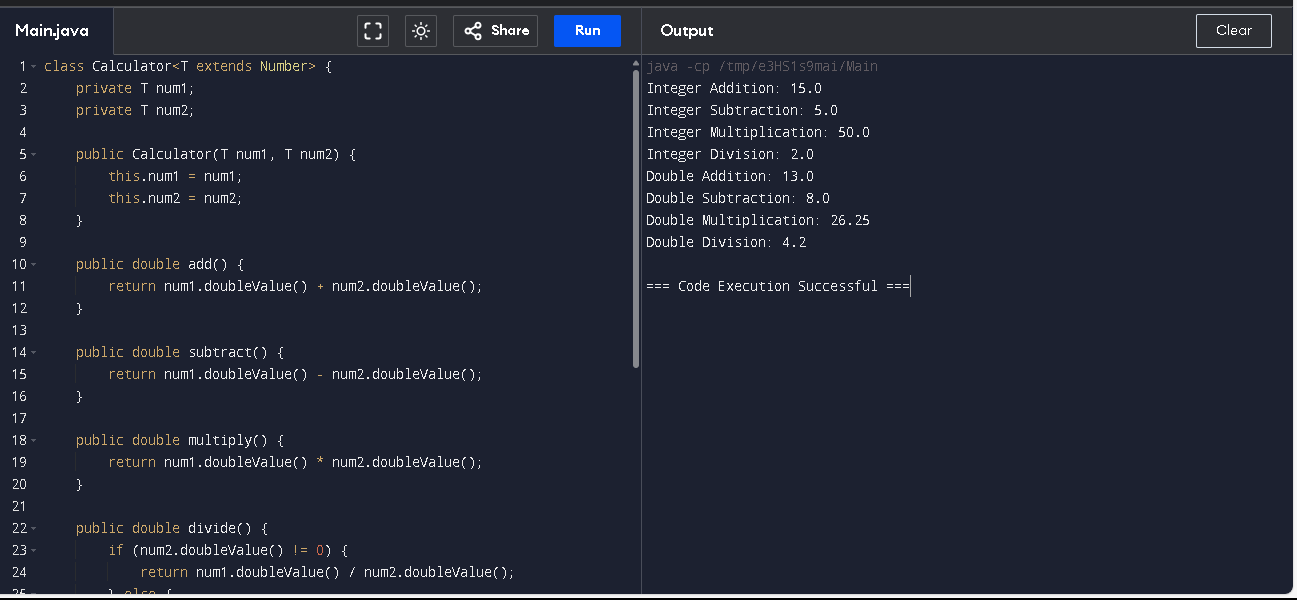 Main.java
Share
Run
Output
Clear
1 class Calculator<T extends Number> {
2     private T num1;
3     private T num2;
4
5     public Calculator(T num1, T num2) {
6         this.num1 = num1;
7         this.num2 = num2;
8     }
9
10     public double add() {
11         return num1.doubleValue() + num2.doubleValue();
12     }
13
14     public double subtract() {
15         return num1.doubleValue() - num2.doubleValue();
16     }
17
18     public double multiply() {
19         return num1.doubleValue() * num2.doubleValue();
20     }
21
22     public double divide() {
23         if (num2.doubleValue() != 0) {
24             return num1.doubleValue() / num2.doubleValue();
25         } else {
java -cp /tmp/e3HS1s9mai/Main
Integer Addition: 15.0
Integer Subtraction: 5.0
Integer Multiplication: 50.0
Integer Division: 2.0
Double Addition: 13.0
Double Subtraction: 8.0
Double Multiplication: 26.25
Double Division: 4.2
=== Code Execution Successful ===